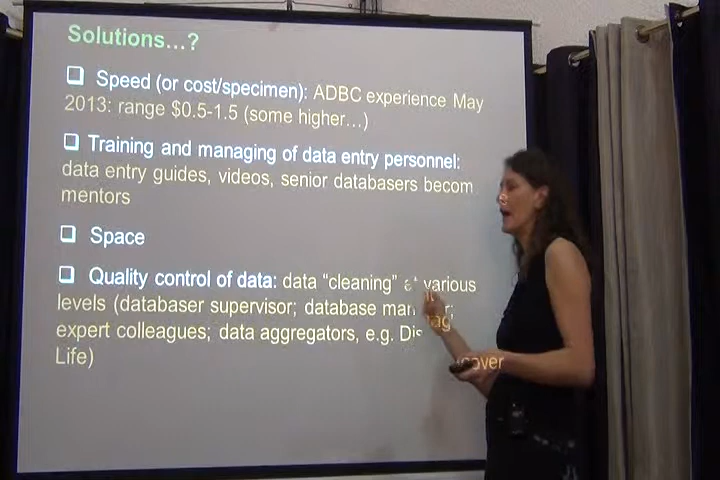 Solutions…?
❑ Speed (or cost/specimen): ADBC experience May
2013: range $0.5-1.5 (some higher…)
❑ Training and managing of data entry personnel:
data entry guides, videos, senior databasers becom
mentors
❑ Space
❑ Quality control of data: data “cleaning” at various
levels (databaser supervisor; database manager;
expert colleagues; data aggregators, e.g. Discover
Life)